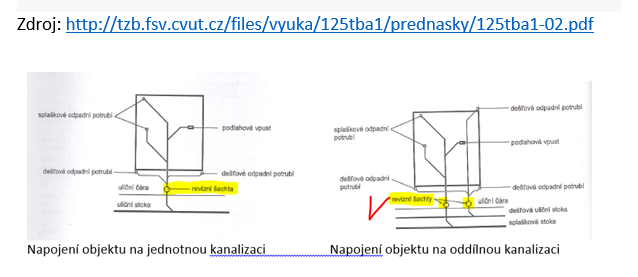 Zdroj: http://tzb.fsv.cvut.cz/files/vyuka/125tba1/prednasky/125tba1-02.pdf
splaškové odpadní potrubí
podlahová vpust
dešťové odpadní potrubí
dešťové odpadní potrubí
uliční čára
revizní šachta
uliční stoka
dešťové odpadní potrubí
splaškové odpadní
potrubí
podlahová vpust
dešťové odpadní
potrubí
dešťové odpadní potrubí
revizní šachty
uliční čára
dešťová uliční stoka
splašková stoka
Napojení objektu na jednotnou kanalizaci
Napojení objektu na oddílnou kanalizaci